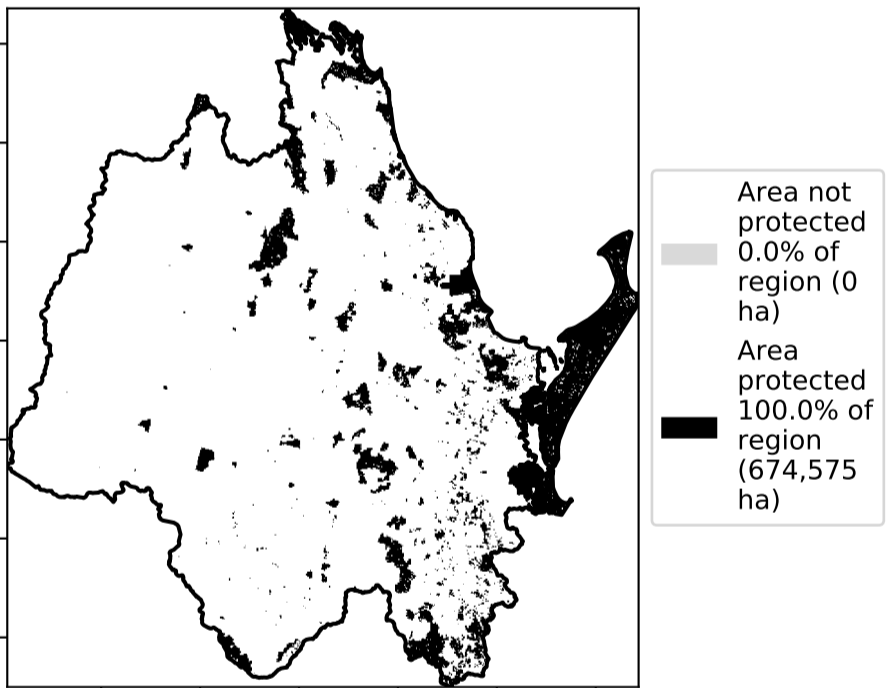 Area not
protected
0.0% of
region (0
ha)
Area
protected
100.0% of
region
(674,575
ha)